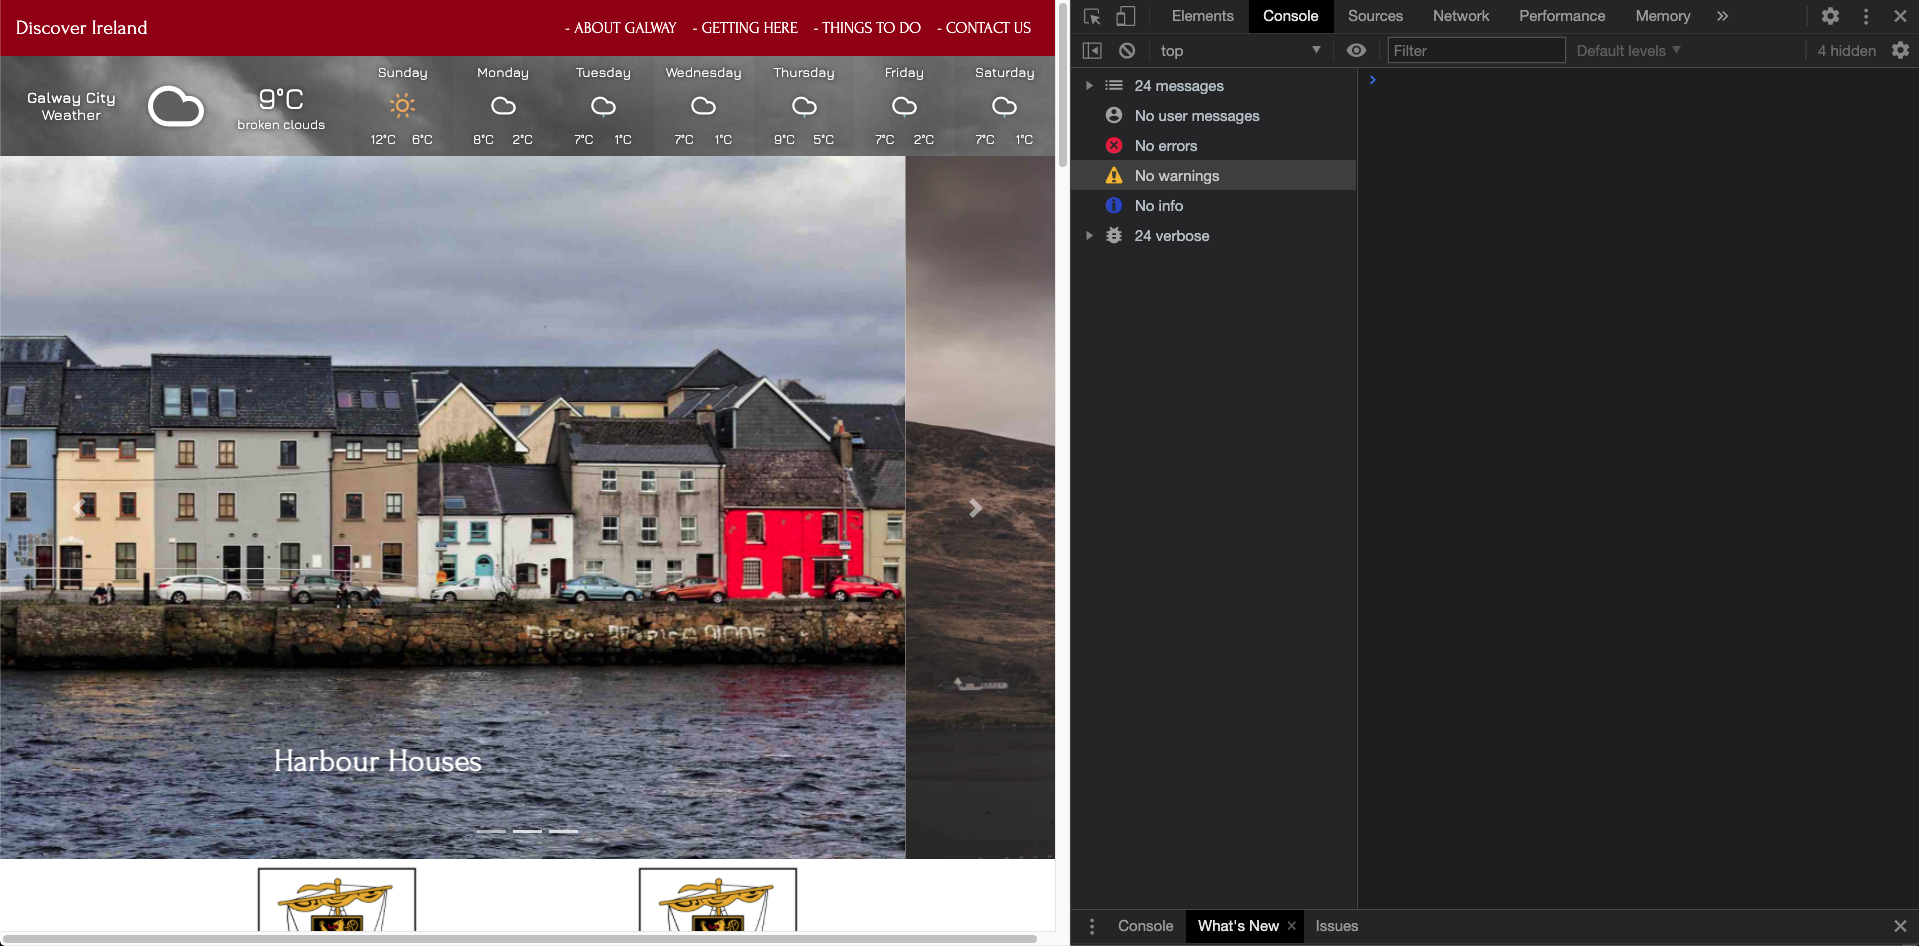 Discover Ireland
- ABOUT GALWAY - GETTING HERE - THINGS TO DO - CONTACT US
Galway City
Weather
9°C
broken clouds
Sunday Monday Tuesday Wednesday Thursday Friday Saturday
12°C 6°C 8°C 2°C 7°C 1°C 7°C 1°C 9°C 5°C 7°C 2°C 7°C 1°C
Harbour Houses
Elements Console Sources Network Performance Memory
top Filter Default levels 4 hidden
24 messages
No user messages
No errors
No warnings
No info
24 verbose
Console What's New Issues